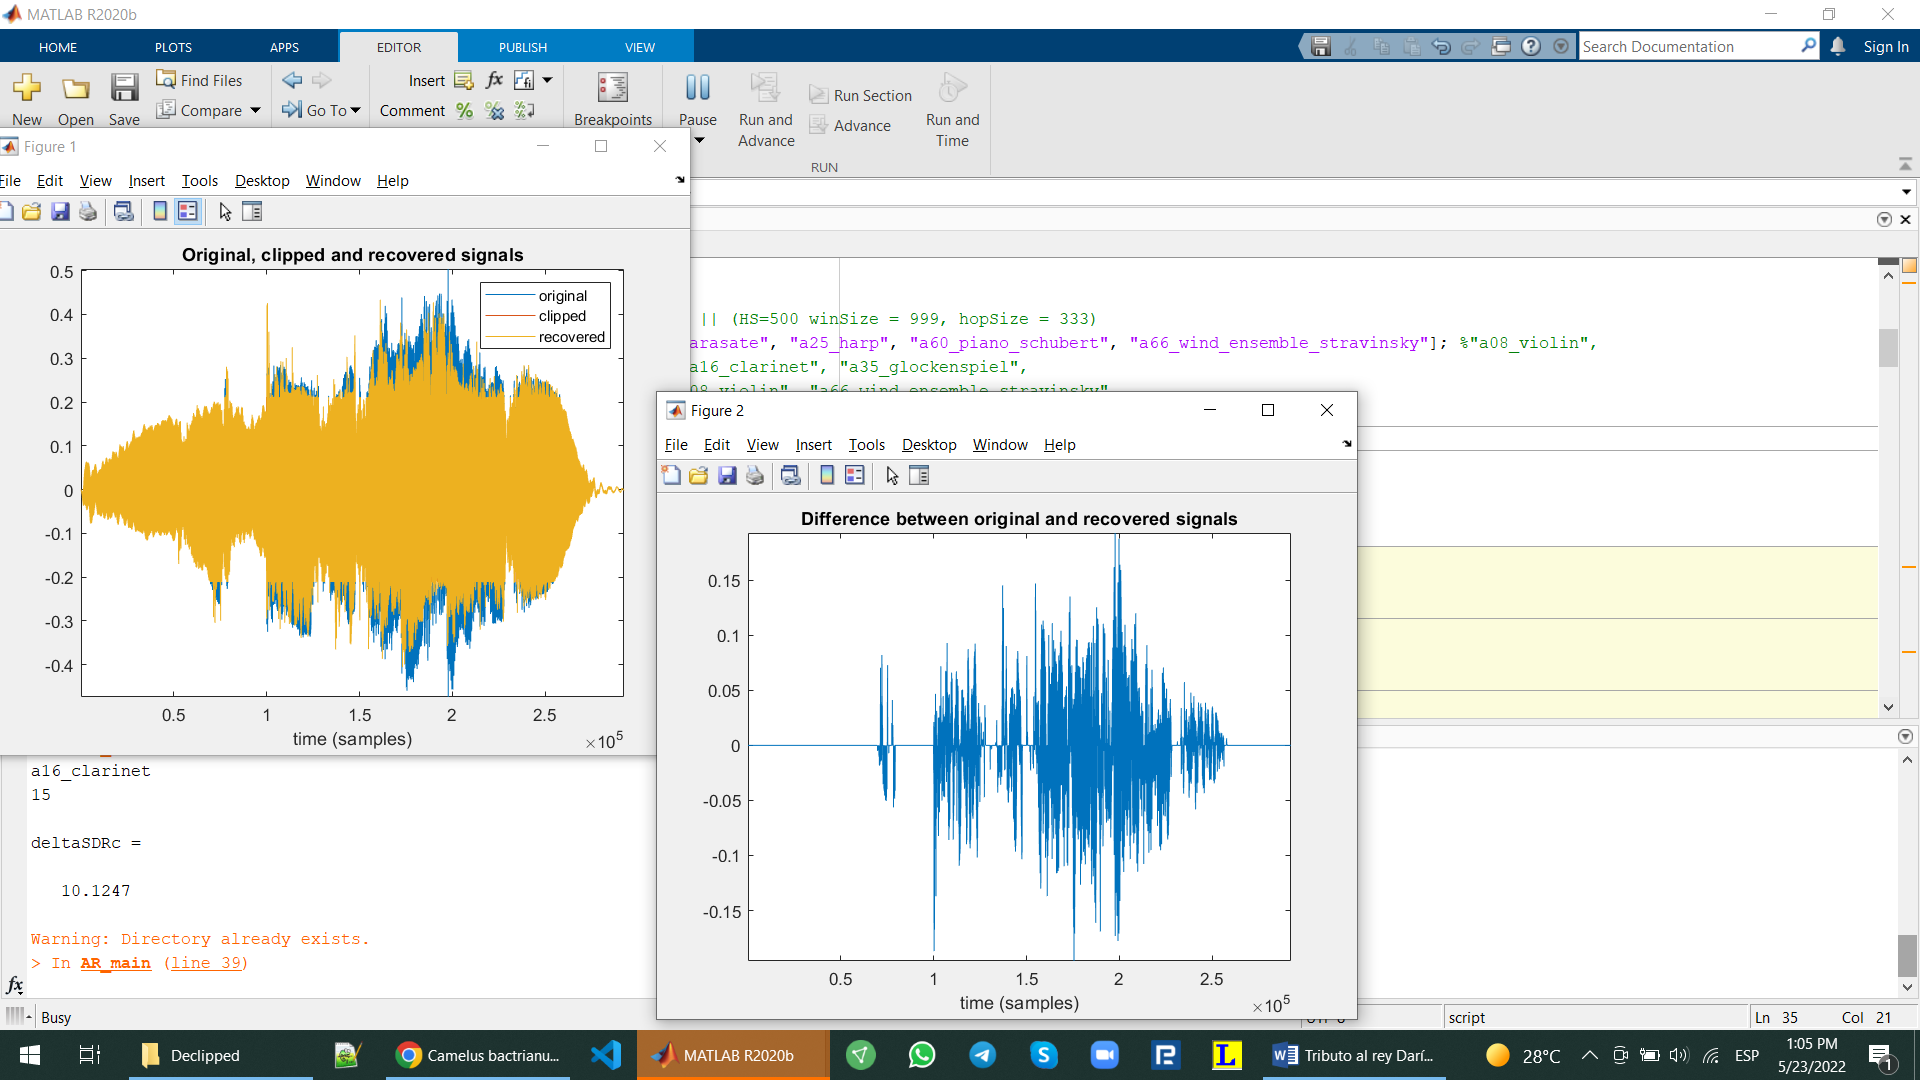 MATLAB R2020b
HOME PLOTS APPS EDITOR PUBLISH VIEW
Search Documentation
Sign In
New Open Save
Find Files
Compare
Go To
Insert
Comment
Breakpoints
Pause
Run and Advance
Run Section
Advance
Run and Time
RUN
Figure 1
File Edit View Insert Tools Desktop Window Help
Original, clipped and recovered signals
original
clipped
recovered
0.5
0.4
0.3
0.2
0.1
0
-0.1
-0.2
-0.3
-0.4
0.5 1 1.5 2 2.5
time (samples)
×10^5
|| (HS=500 winSize = 999, hopSize = 333)
arasate", "a25_harp", "a60_piano_schubert", "a66_wind_ensemble_stravinsky"]; %"a08_violin",
a16_clarinet", "a35_glockenspiel",
08_violin", "a66_wind_ensemble_stravinsky"
Figure 2
File Edit View Insert Tools Desktop Window Help
Difference between original and recovered signals
0.15
0.1
0.05
0
-0.05
-0.1
-0.15
0.5 1 1.5 2 2.5
time (samples)
×10^5
a16_clarinet
15
deltaSDRc =
10.1247
Warning: Directory already exists.
> In AR_main (line 39)
fx
Busy
script
Ln 35 Col 21
Declipped
Camelus bactrianu...
MATLAB R2020b
Tributo al rey Darí...
28°C
ESP
1:05 PM
5/23/2022
1